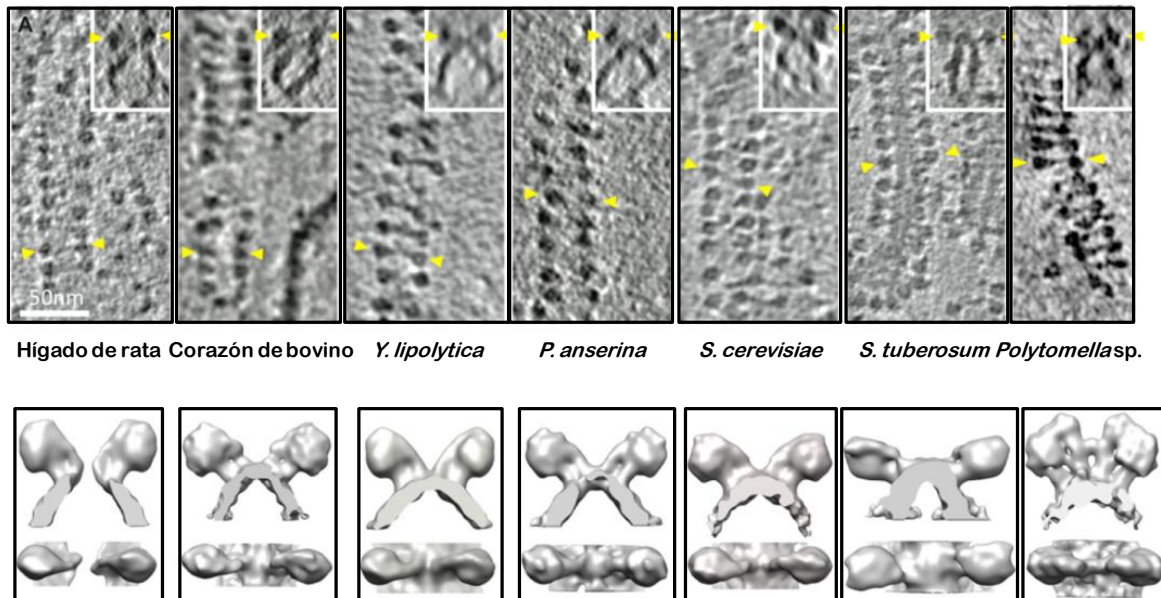 A
50nm
Hígado de rata Corazón de bovino Y. lipolytica P. anserina S. cerevisiae S. tuberosum Polytomella sp.